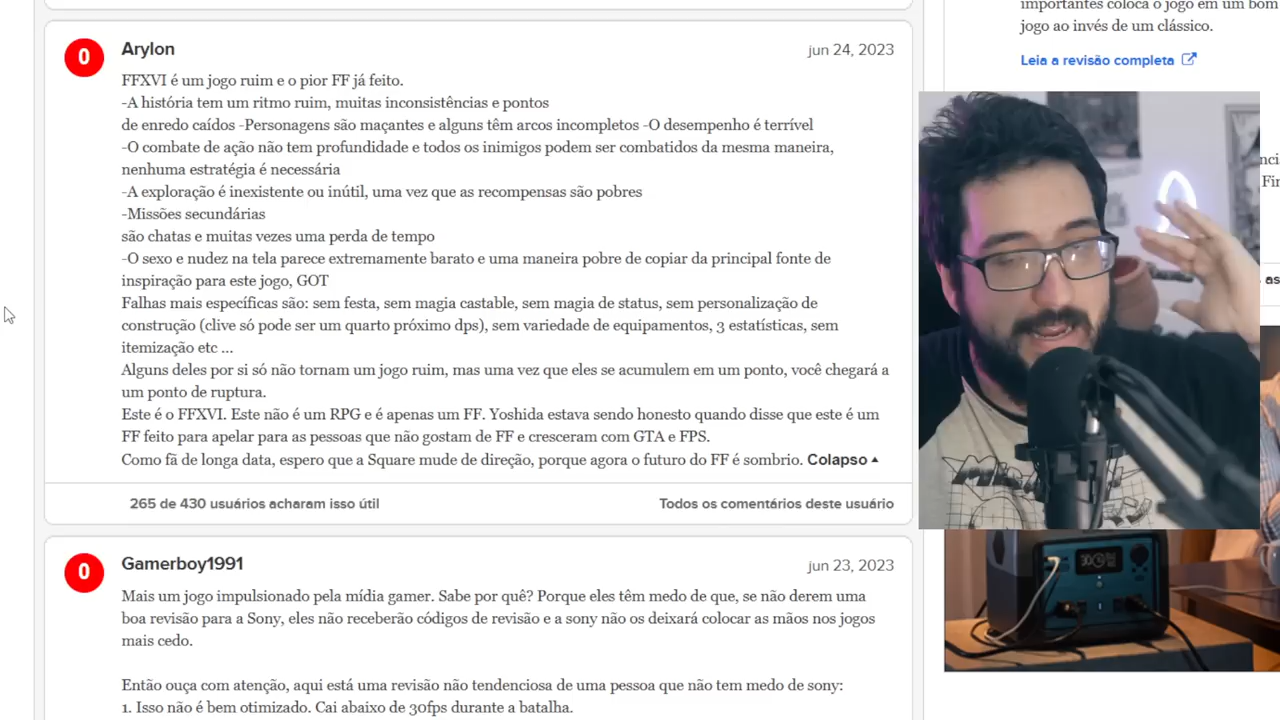 importantes coloca o jogo em um bom
jogo ao invés de um clássico.
Leia a revisão completa
0
Arylon
jun 24, 2023
FFXVI é um jogo ruim e o pior FF já feito.
-A história tem um ritmo ruim, muitas inconsistências e pontos
de enredo caídos -Personagens são maçantes e alguns têm arcos incompletos -O desempenho é terrível
-O combate de ação não tem profundidade e todos os inimigos podem ser combatidos da mesma maneira,
nenhuma estratégia é necessária
-A exploração é inexistente ou inútil, uma vez que as recompensas são pobres
-Missões secundárias
são chatas e muitas vezes uma perda de tempo
-O sexo e nudez na tela parece extremamente barato e uma maneira pobre de copiar da principal fonte de
inspiração para este jogo, GOT
Falhas mais específicas são: sem festa, sem magia castable, sem magia de status, sem personalização de
construção (clive só pode ser um quarto próximo dps), sem variedade de equipamentos, 3 estatísticas, sem
itemização etc ...
Alguns deles por si só não tornam um jogo ruim, mas uma vez que eles se acumulem em um ponto, você chegará a
um ponto de ruptura.
Este é o FFXVI. Este não é um RPG e é apenas um FF. Yoshida estava sendo honesto quando disse que este é um
FF feito para apelar para as pessoas que não gostam de FF e cresceram com GTA e FPS.
Como fã de longa data, espero que a Square mude de direção, porque agora o futuro do FF é sombrio. Colapso
265 de 430 usuários acharam isso útil
Todos os comentários deste usuário
0
Gamerboy1991
jun 23, 2023
Mais um jogo impulsionado pela mídia gamer. Sabe por quê? Porque eles têm medo de que, se não derem uma
boa revisão para a Sony, eles não receberão códigos de revisão e a sony não os deixará colocar as mãos nos jogos
mais cedo.
Então ouça com atenção, aqui está uma revisão não tendenciosa de uma pessoa que não tem medo de sony:
1. Isso não é bem otimizado. Cai abaixo de 30fps durante a batalha.